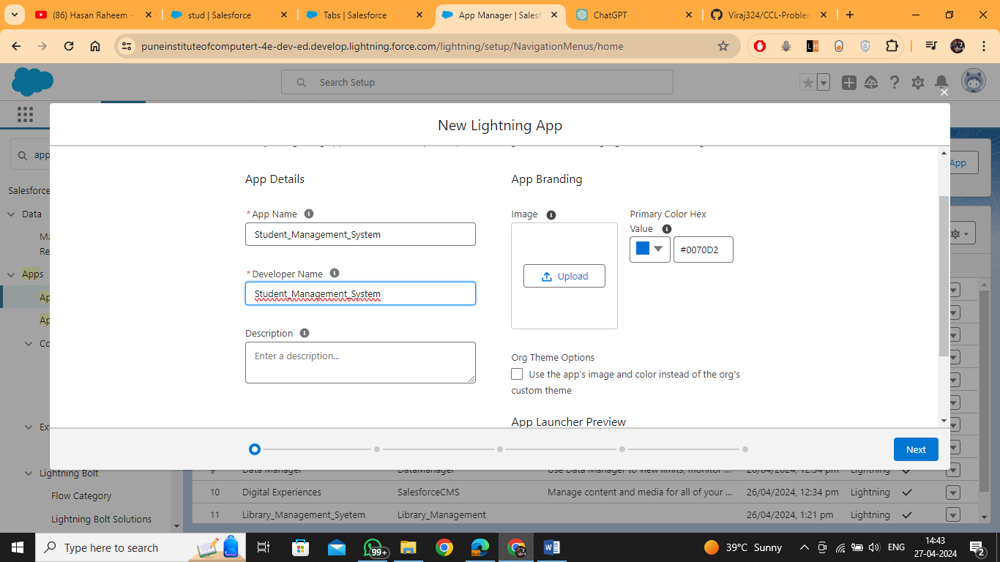 (86) Hasan Raheem -
stud | Salesforce
Tabs | Salesforce
App Manager | Salesf
ChatGPT
Viraj324/CCL-Problen
puneinstituteofcomputert-4e-dev-ed.develop.lightning.force.com/lightning/setup/NavigationMenus/home
Search Setup
New Lightning App
app
App
Salesforce
Data
Ma
Re
Apps
Ap
Ap
Co
Ex
Lightning Bolt
Flow Category
Lightning Bolt Solutions
App Details
* App Name
Student_Management_System
* Developer Name
Student_Management_System
Description
Enter a description...
App Branding
Image
Upload
Primary Color Hex
Value
#0070D2
Org Theme Options
Use the app's image and color instead of the org's
custom theme
App Launcher Preview
Next
9 Data Manager DataManager Use Data Manager to view limits, monitor ... 26/04/2024, 12:34 pm Lightning
10 Digital Experiences SalesforceCMS Manage content and media for all of your ... 26/04/2024, 12:34 pm Lightning
11 Library_Management_Syetem Library_Management 26/04/2024, 1:21 pm Lightning
Type here to search
99+
39°C Sunny
ENG
14:43
27-04-2024
2